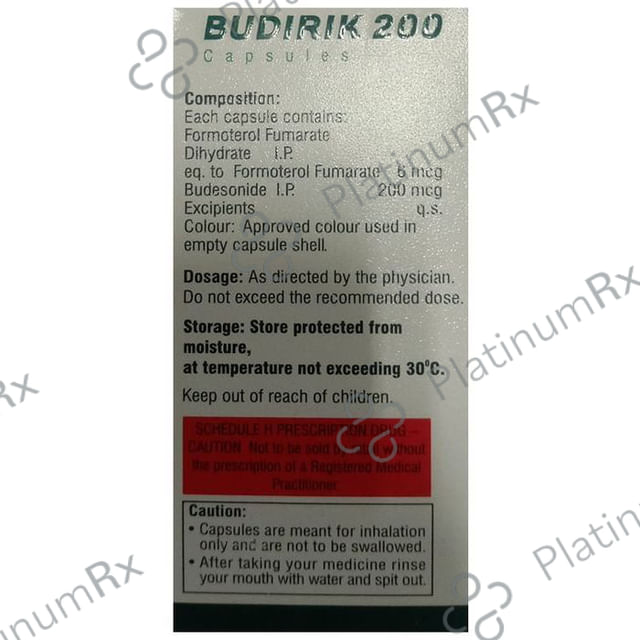 BUDIRIK 200
Capsules
Composition:
Each capsule contains:
Formoterol Fumarate
Dihydrate I.P.
eq. to Formoterol Fumarate 6 mcg
Budesonide I.P. 200 mcg
Excipients q.s.
Colour: Approved colour used in
empty capsule shell.
Dosage: As directed by the physician.
Do not exceed the recommended dose.
Storage: Store protected from
moisture,
at temperature not exceeding 30°C.
Keep out of reach of children.
SCHEDULE H PRESCRIPTION DRUG –
CAUTION Not to be sold by retail without
the prescription of a Registered Medical
Practitioner.
Caution:
• Capsules are meant for inhalation
only and are not to be swallowed.
• After taking your medicine rinse
your mouth with water and spit out.
PlatinumRx
PlatinumRx
PlatinumRx
PlatinumRx